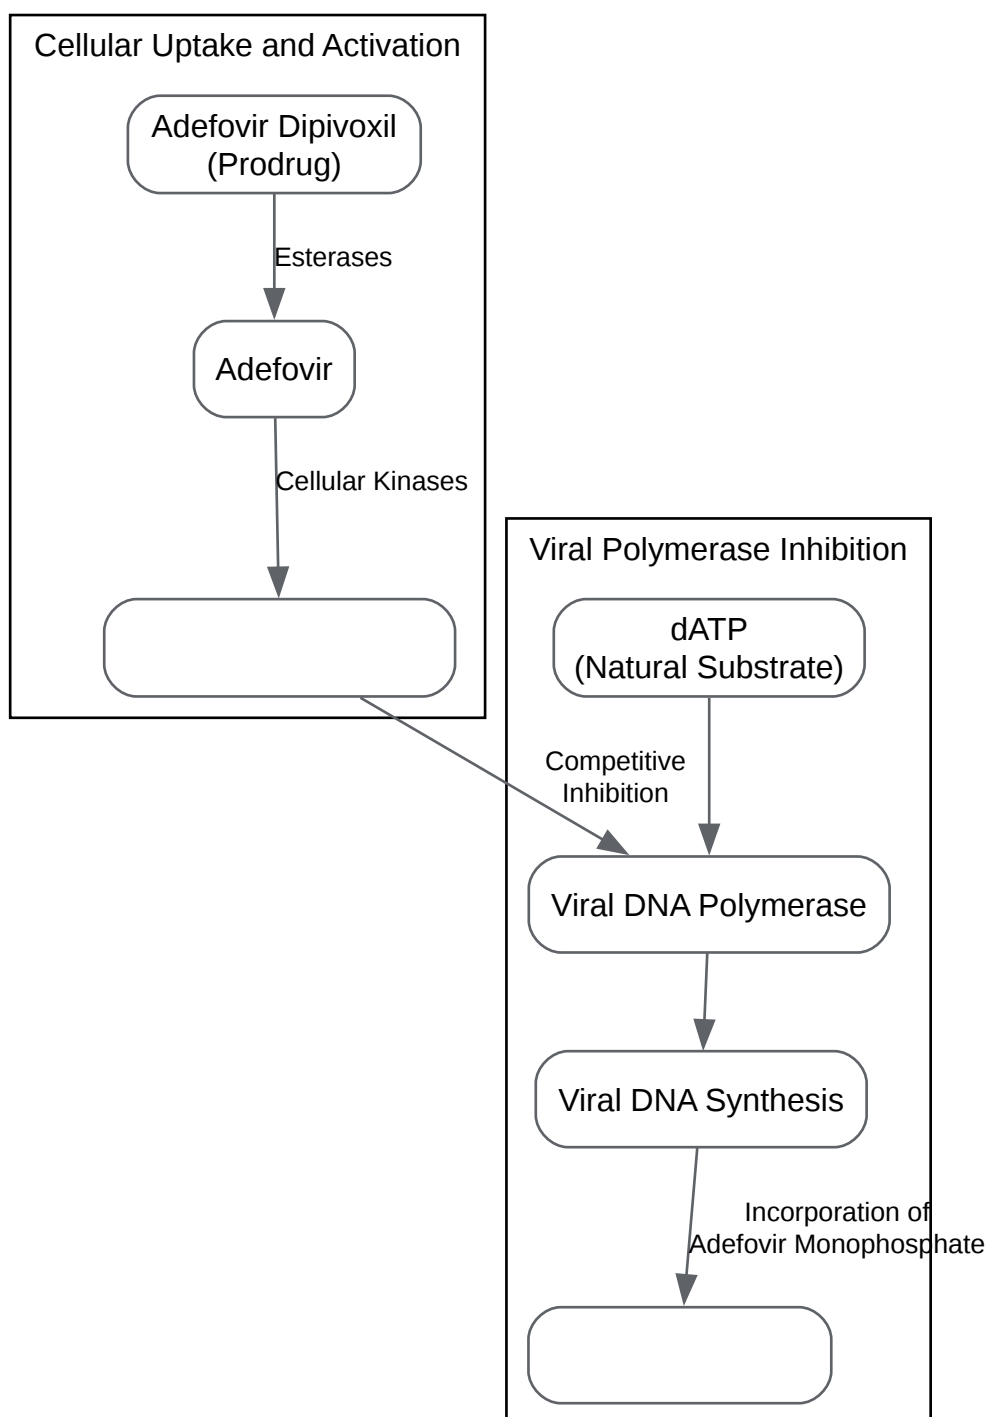 Cellular Uptake and Activation
Adefovir Dipivoxil
(Prodrug)
Esterases
Adefovir
Cellular Kinases
Viral Polymerase Inhibition
dATP
(Natural Substrate)
Competitive
Inhibition
Viral DNA Polymerase
Viral DNA Synthesis
Incorporation of
Adefovir Monophosphate